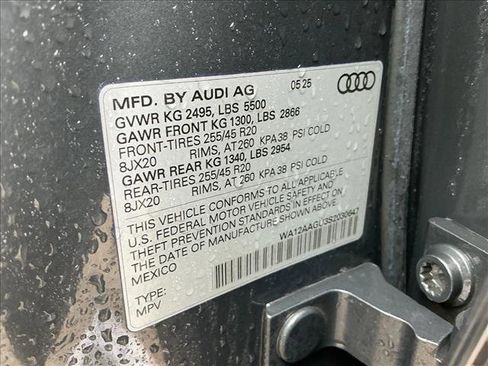 MFD. BY AUDI AG 05 25
GVWR KG 2495, LBS 5500
GAWR FRONT KG 1300, LBS 2866
FRONT-TIRES 255/45 R20
8JX20 RIMS, AT 260 KPA 38 PSI COLD
GAWR REAR KG 1340, LBS 2954
REAR-TIRES 255/45 R20
8JX20 RIMS, AT 260 KPA 38 PSI COLD
THIS VEHICLE CONFORMS TO ALL APPLICABLE
U.S. FEDERAL MOTOR VEHICLE SAFETY AND
THEFT PREVENTION STANDARDS IN EFFECT ON
THE DATE OF MANUFACTURE SHOWN ABOVE.
MEXICO WA12AAGU3S2030647
TYPE:
MPV